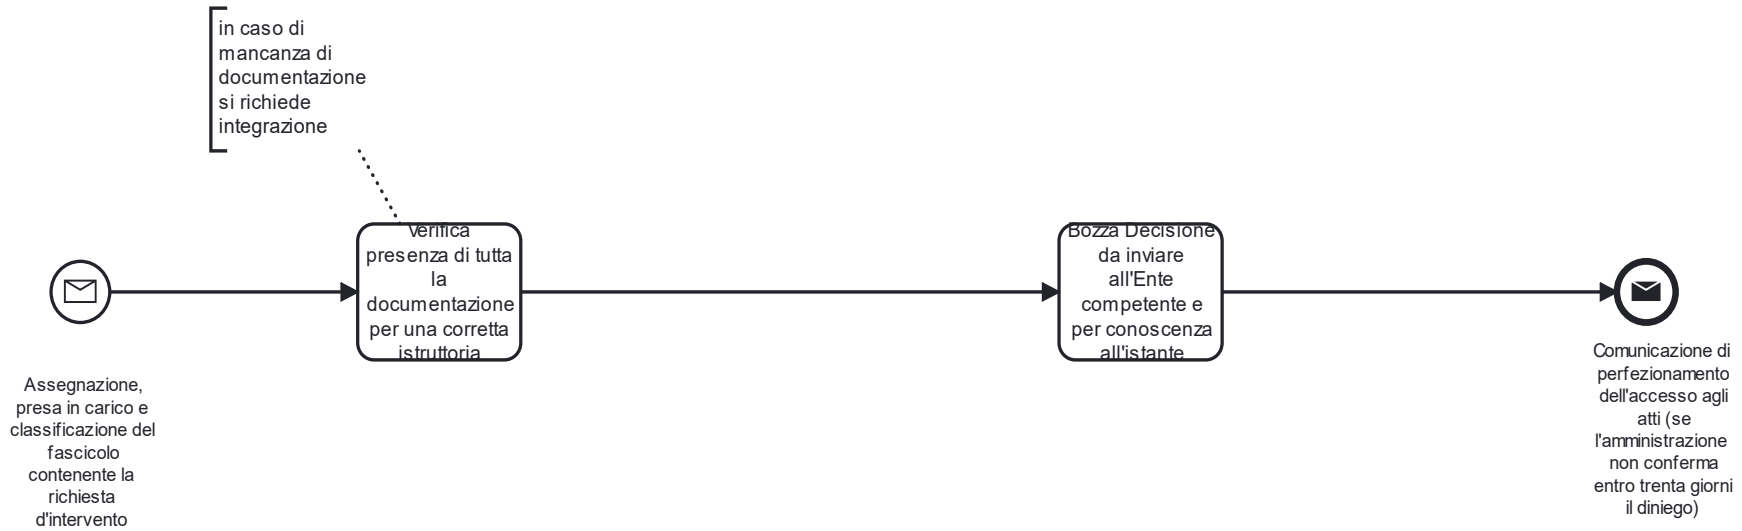 in caso di
mancanza di
documentazione
si richiede
integrazione
Verifica
presenza di tutta
la
documentazione
per una corretta
istruttoria
Bozza Decisione
da inviare
all'Ente
competente e
per conoscenza
all'istante
Assegnazione,
presa in carico e
classificazione del
fascicolo
contenente la
richiesta
d'intervento
Comunicazione di
perfezionamento
dell'accesso agli
atti (se
l'amministrazione
non conferma
entro trenta giorni
il diniego)